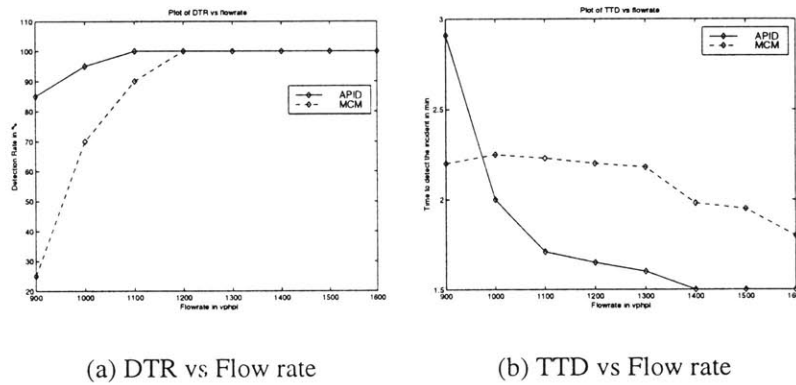 Plot of DTR vs flowrate
110
100
90
80
70
60
50
40
30
20
Detection Rate in %
APID
MCM
900 1000 1100 1200 1300 1400 1500 1600
Flowrate in vphpl
(a) DTR vs Flow rate
Plot of TTD vs flowrate
3
2.5
2
1.5
Time to detect the incident in min
APID
MCM
900 1000 1100 1200 1300 1400 1500 160
Flowrate in vphpl
(b) TTD vs Flow rate